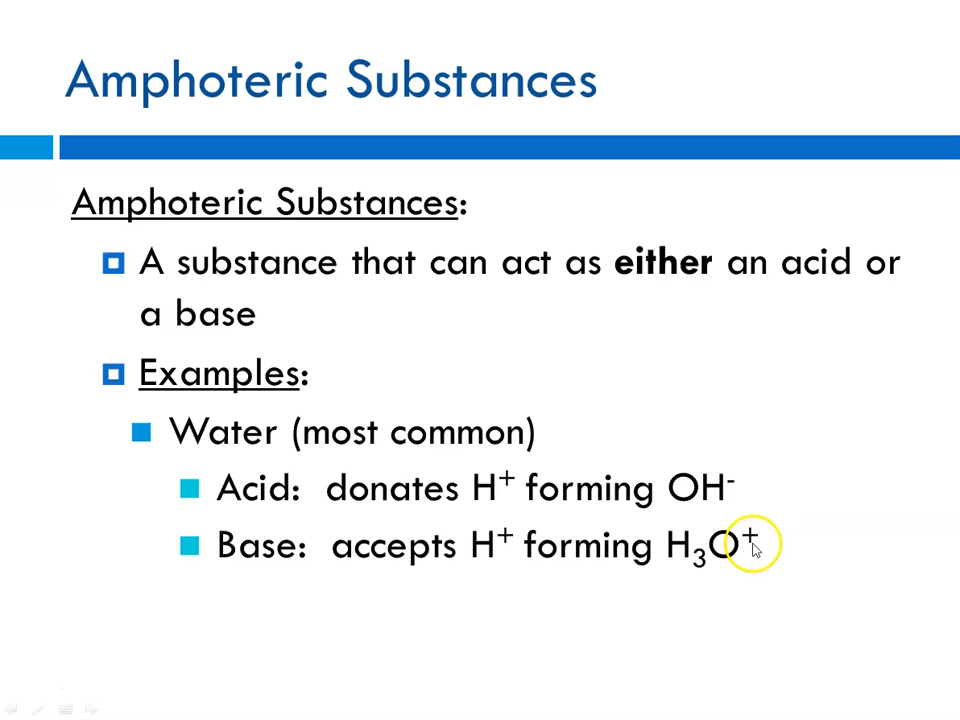 Amphoteric Substances
Amphoteric Substances:
A substance that can act as either an acid or
a base
Examples:
Water (most common)
Acid: donates H⁺ forming OH⁻
Base: accepts H⁺ forming H₃O⁺